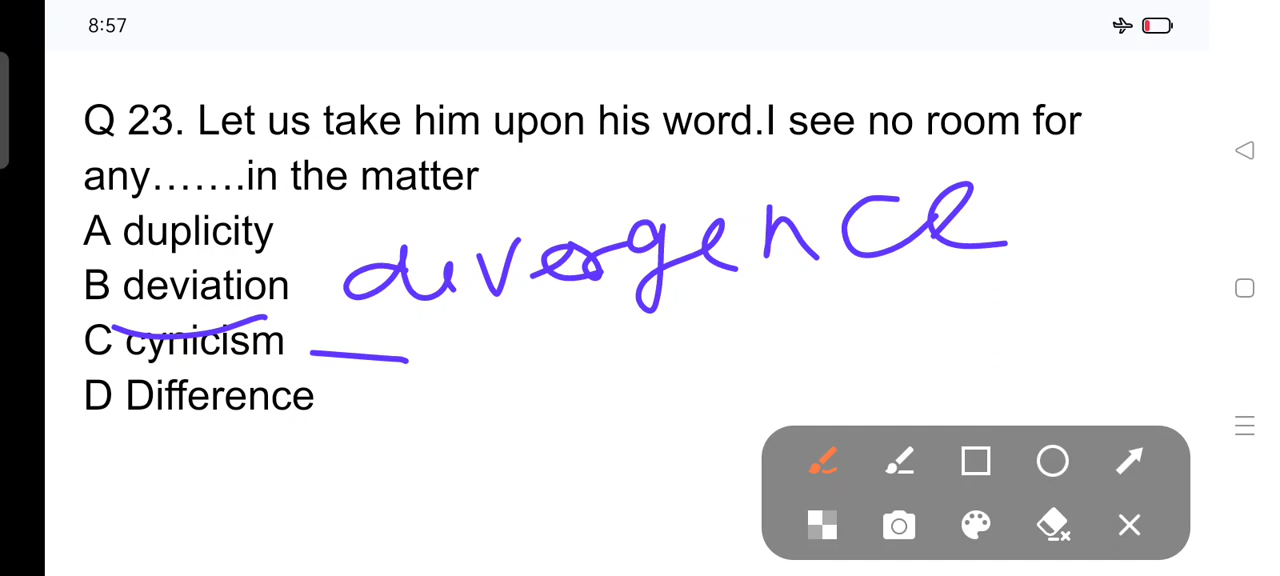 8:57
Q 23. Let us take him upon his word.I see no room for
any.......in the matter
A duplicity
B deviation
divergence
C cynicism
D Difference